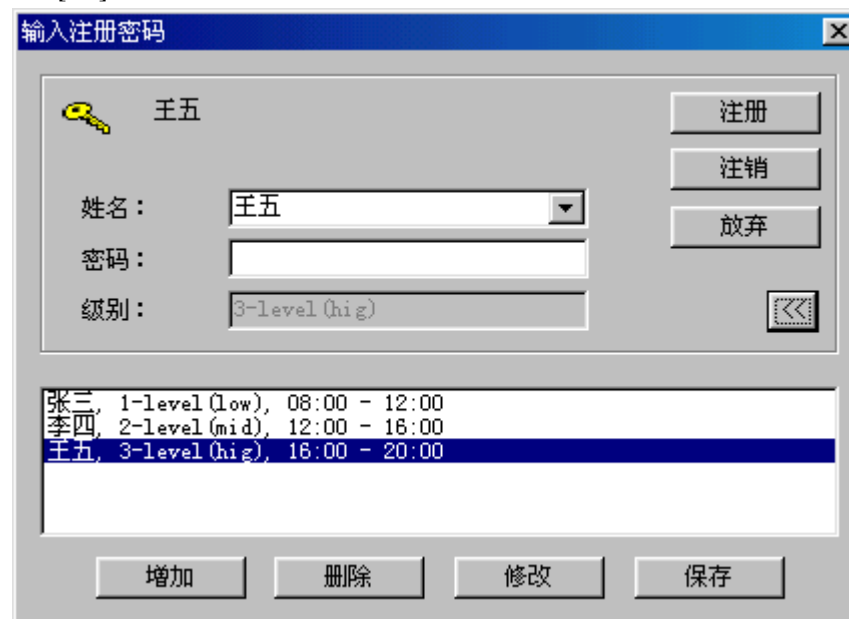 输入注册密码
王五
注册
注销
姓名：
王五
放弃
密码：
级别：
3-level(hig)
<<
张三, 1-level(low), 08:00 - 12:00
李四, 2-level(mid), 12:00 - 16:00
王五, 3-level(hig), 16:00 - 20:00
增加
删除
修改
保存